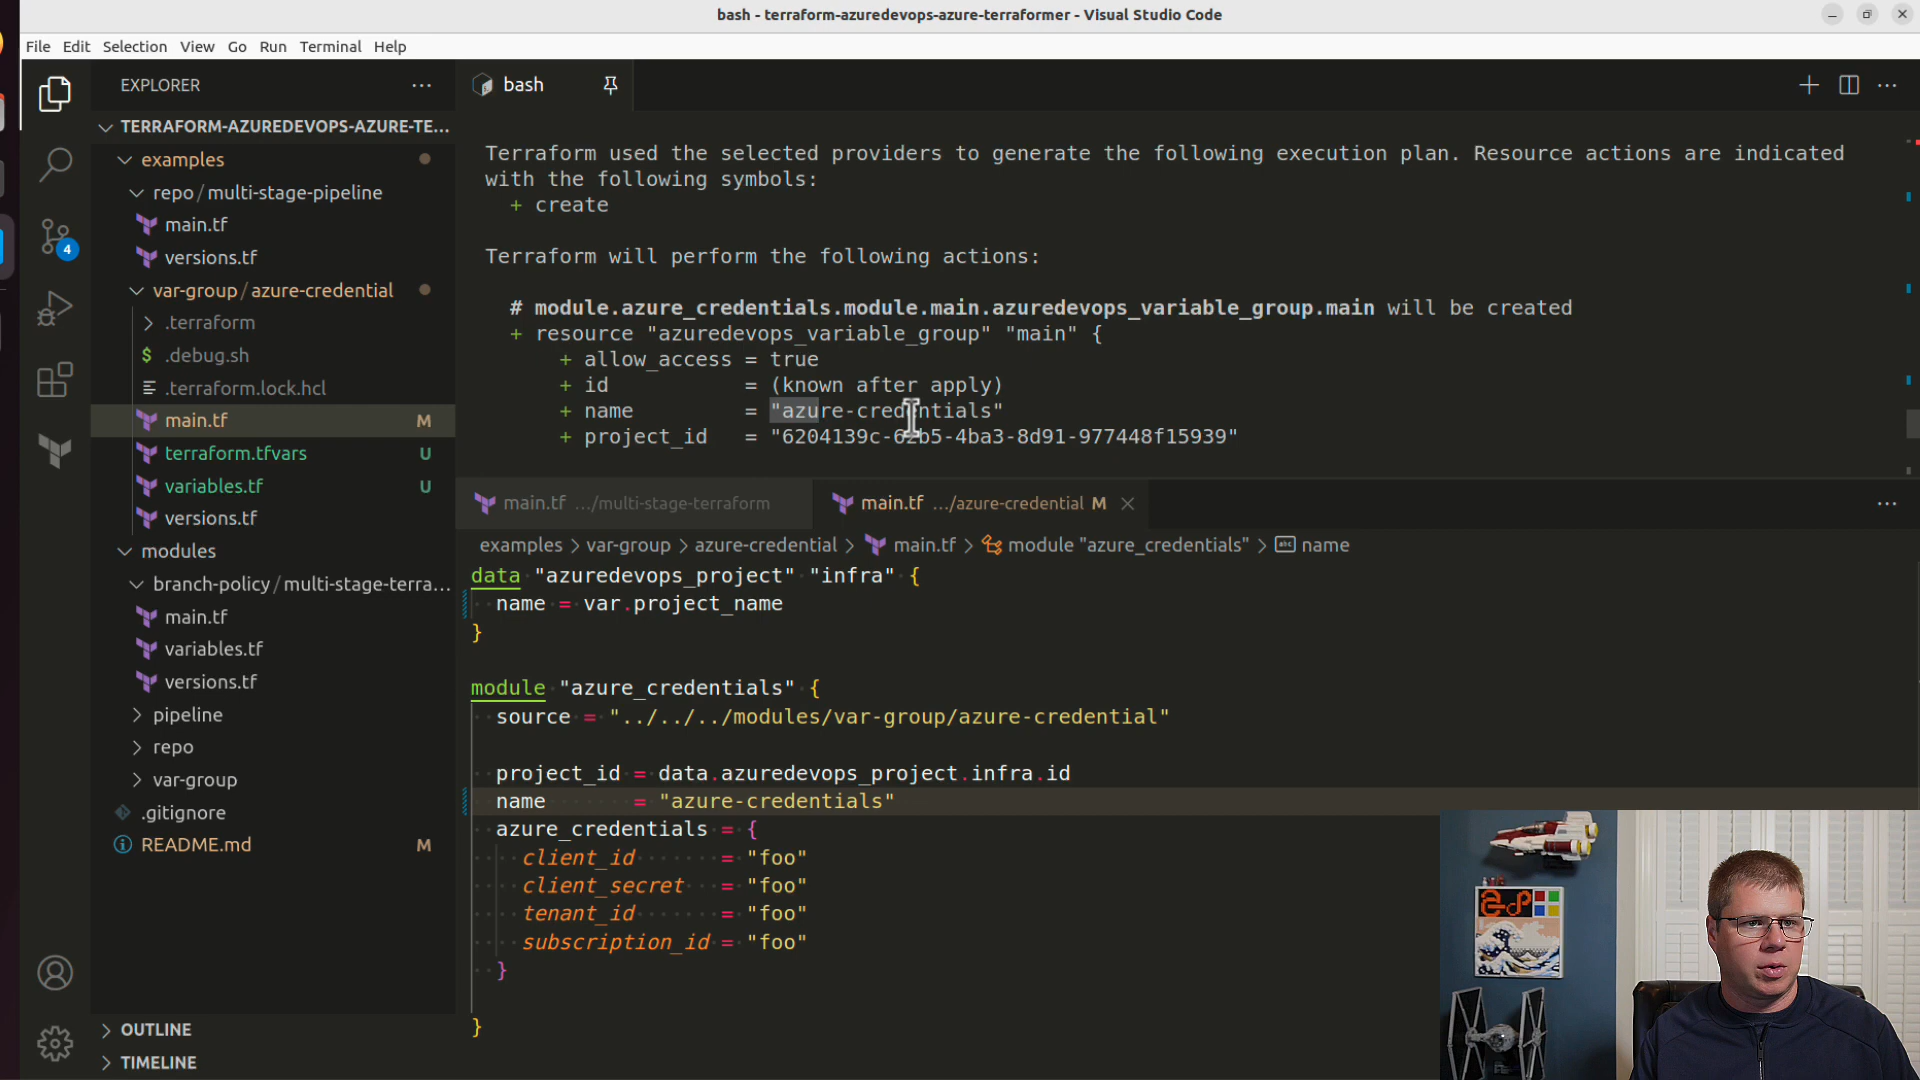 bash - terraform-azuredevops-azure-terraformer - Visual Studio Code
File Edit Selection View Go Run Terminal Help
EXPLORER
TERRAFORM-AZUREDEVOPS-AZURE-TE...
examples
repo / multi-stage-pipeline
main.tf
versions.tf
var-group / azure-credential
.terraform
$ .debug.sh
.terraform.lock.hcl
main.tf M
terraform.tfvars U
variables.tf U
versions.tf
modules
branch-policy / multi-stage-terra...
main.tf
variables.tf
versions.tf
pipeline
repo
var-group
.gitignore
README.md M
OUTLINE
TIMELINE
4
bash
Terraform used the selected providers to generate the following execution plan. Resource actions are indicated
with the following symbols:
+ create
Terraform will perform the following actions:
# module.azure_credentials.module.main.azuredevops_variable_group.main will be created
+ resource "azuredevops_variable_group" "main" {
+ allow_access = true
+ id = (known after apply)
+ name = "azure-credentials"
+ project_id = "6204139c-62b5-4ba3-8d91-977448f15939"
main.tf .../multi-stage-terraform
main.tf .../azure-credential M
examples > var-group > azure-credential > main.tf > module "azure_credentials" > name
data "azuredevops_project" "infra" {
name = var.project_name
}
module "azure_credentials" {
source = "../../../modules/var-group/azure-credential"
project_id = data.azuredevops_project.infra.id
name = "azure-credentials"
azure_credentials = {
client_id = "foo"
client_secret = "foo"
tenant_id = "foo"
subscription_id = "foo"
}
}